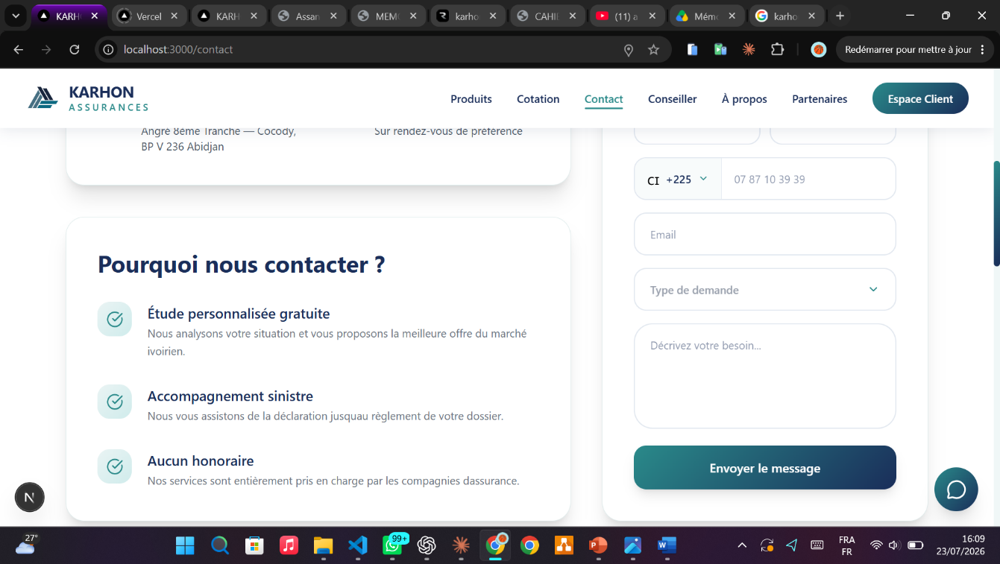 KARH
Vercel
KARH
Assan
MEMO
karho
CAHIE
(11) a
Mémo
karho
localhost:3000/contact
Redémarrer pour mettre à jour
KARHON
ASSURANCES
Produits
Cotation
Contact
Conseiller
À propos
Partenaires
Espace Client
Angré 8ème Tranche — Cocody,
BP V 236 Abidjan
Sur rendez-vous de préférence
CI +225
07 87 10 39 39
Email
Type de demande
Décrivez votre besoin...
Envoyer le message
Pourquoi nous contacter ?
Étude personnalisée gratuite
Nous analysons votre situation et vous proposons la meilleure offre du marché
ivoirien.
Accompagnement sinistre
Nous vous assistons de la déclaration jusquau règlement de votre dossier.
Aucun honoraire
Nos services sont entièrement pris en charge par les compagnies dassurance.
N
27°
99+
P
W
FRA
FR
16:09
23/07/2026